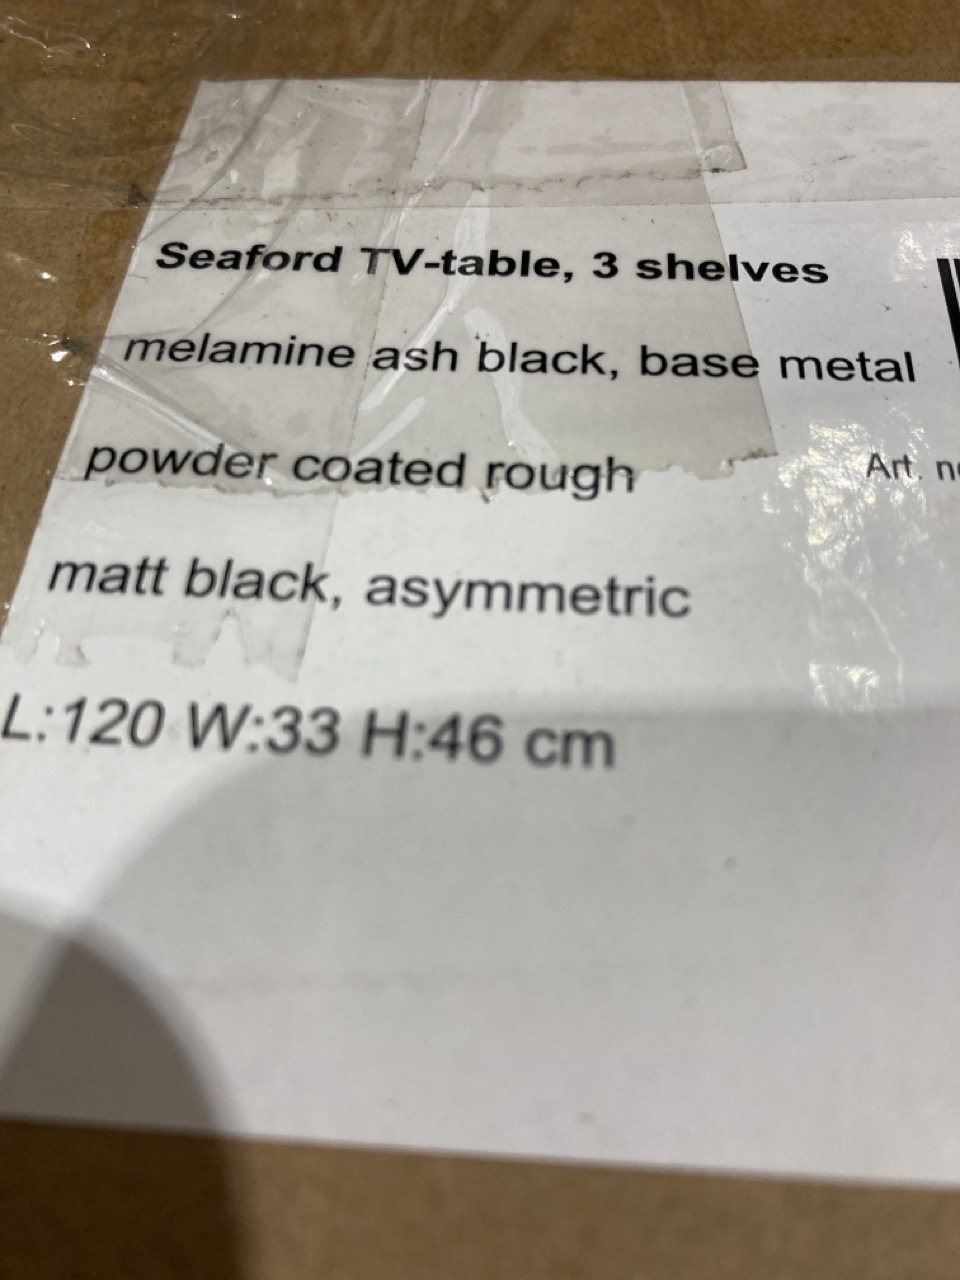 Seaford TV-table, 3 shelves
melamine ash black, base metal
powder coated rough
Art.
matt black, asymmetric
L:120 W:33 H:46 cm